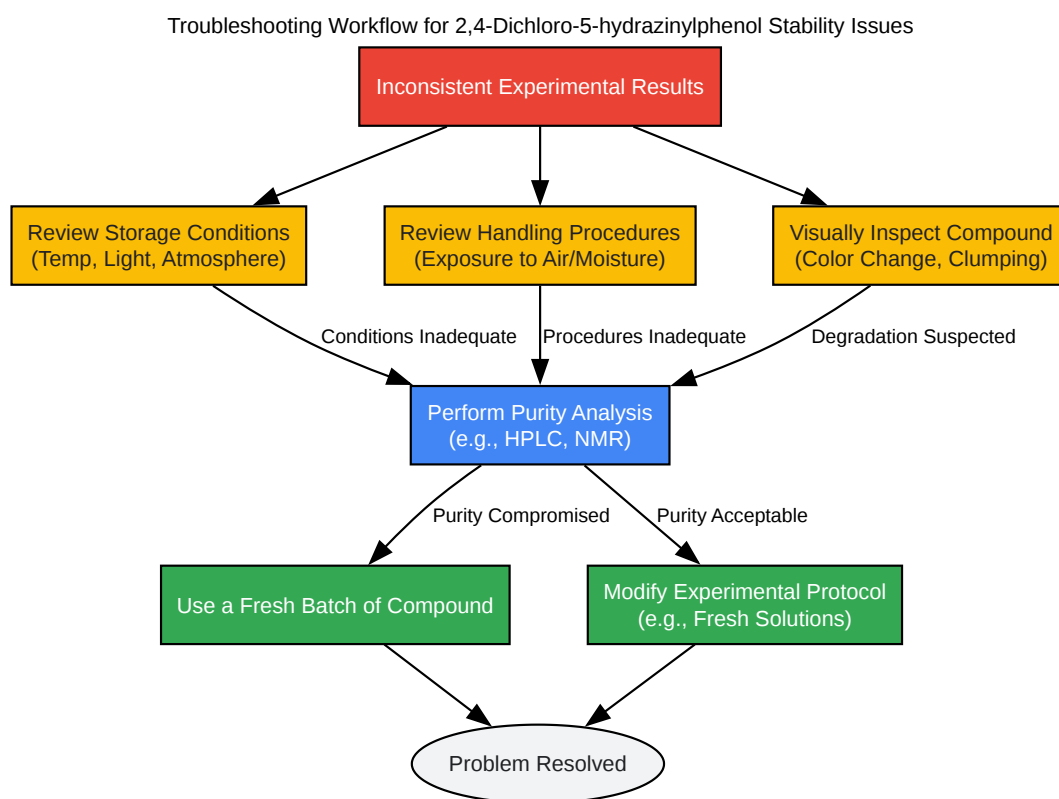 Troubleshooting Workflow for 2,4-Dichloro-5-hydrazinylphenol Stability Issues
Inconsistent Experimental Results
Review Storage Conditions
(Temp, Light, Atmosphere)
Review Handling Procedures
(Exposure to Air/Moisture)
Visually Inspect Compound
(Color Change, Clumping)
Conditions Inadequate
Procedures Inadequate
Degradation Suspected
Perform Purity Analysis
(e.g., HPLC, NMR)
Purity Compromised
Purity Acceptable
Use a Fresh Batch of Compound
Modify Experimental Protocol
(e.g., Fresh Solutions)
Problem Resolved